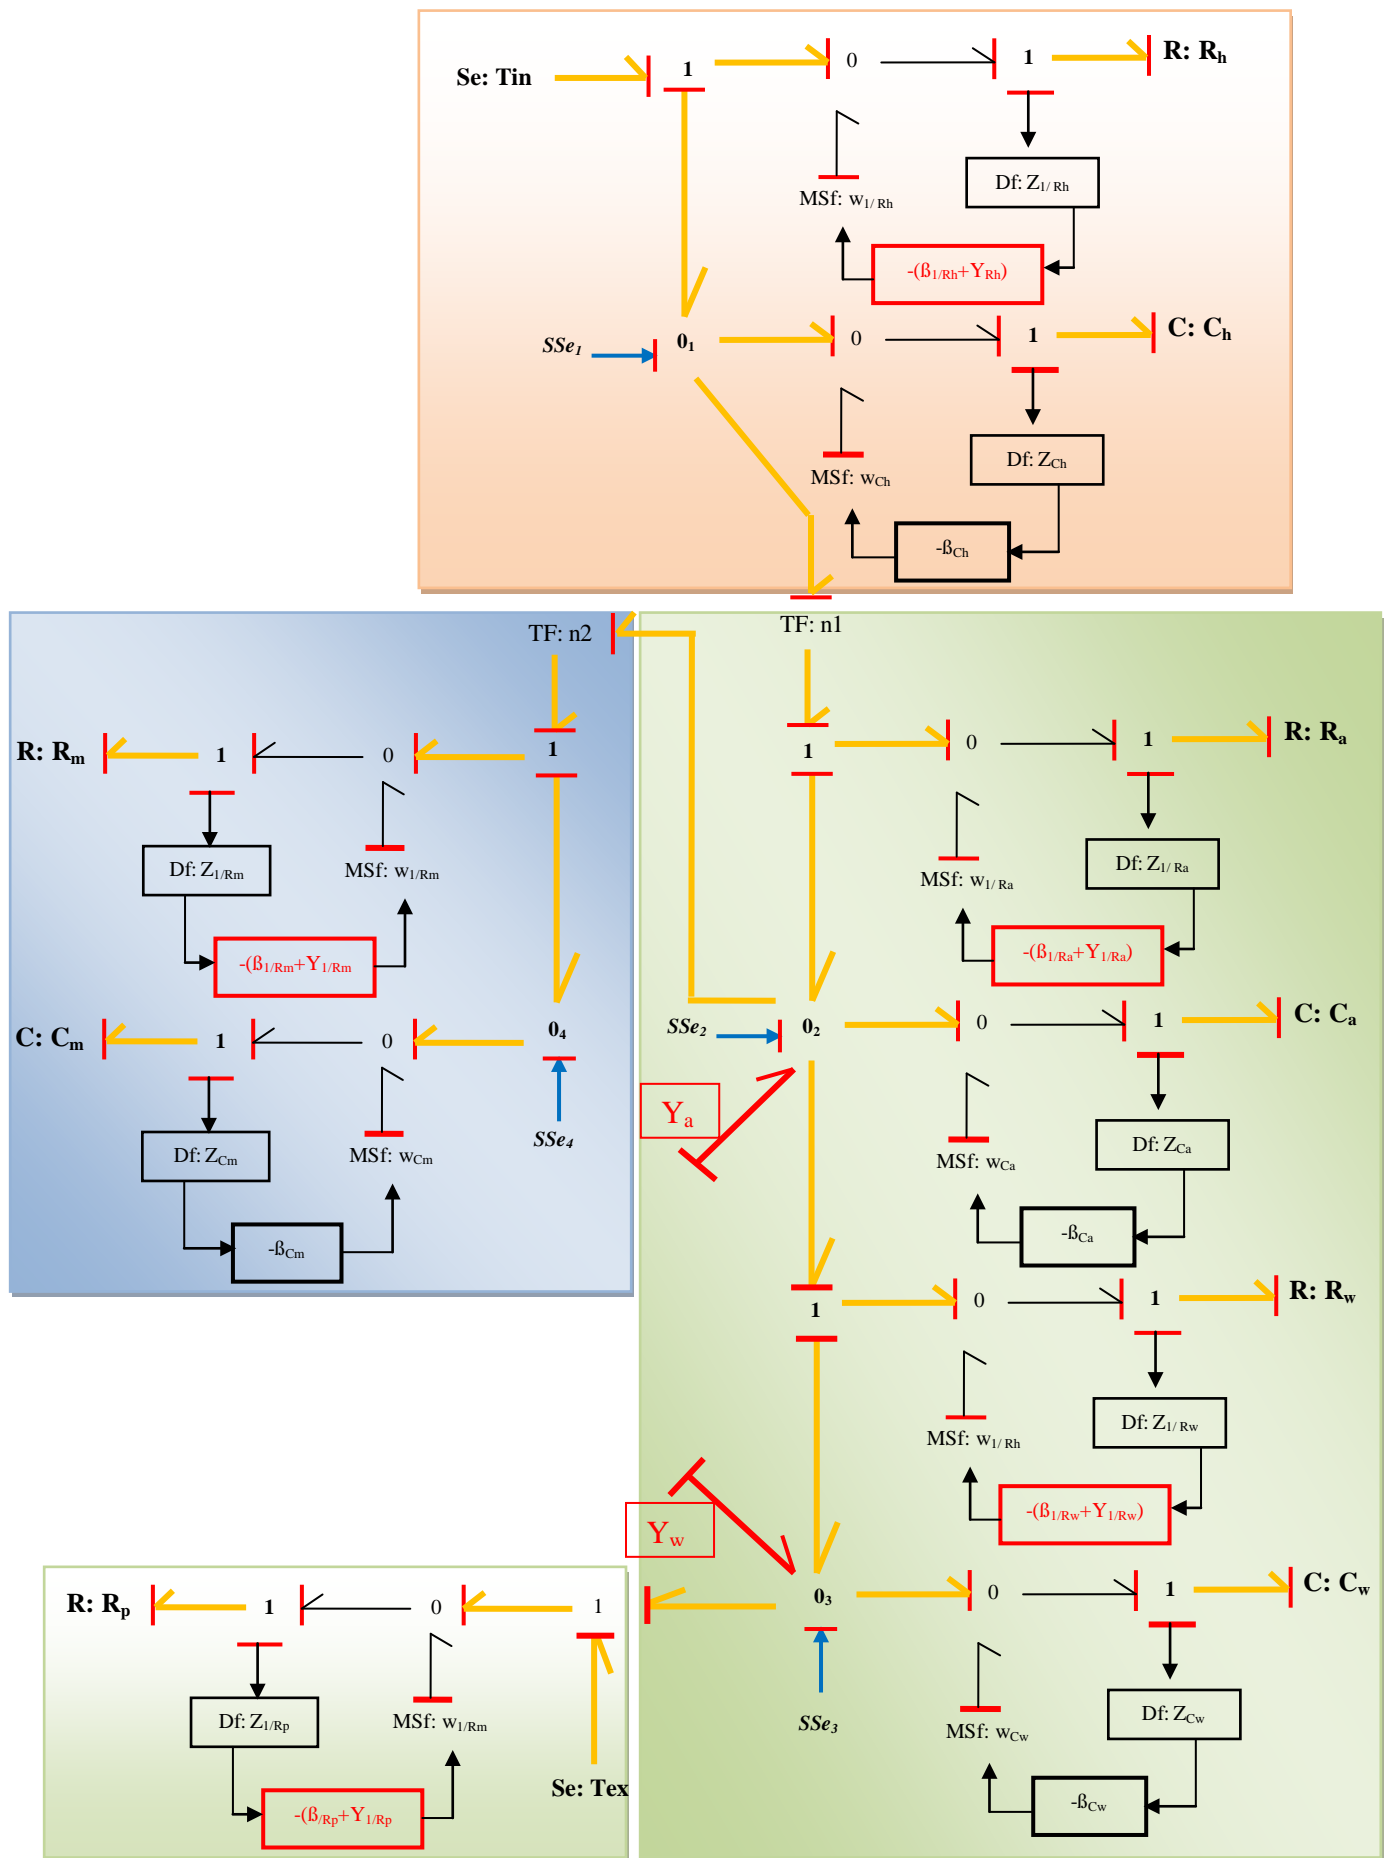 Se: Tin
1
0
1
R: Rh
Df: Z1/ Rh
MSf: w1/ Rh
-(ß1/Rh+YRh)
SSe1
01
0
1
C: Ch
Df: ZCh
MSf: wCh
-ßCh
TF: n2
TF: n1
R: Rm
1
0
1
1
0
1
R: Ra
Df: Z1/Rm
MSf: w1/Rm
Df: Z1/ Ra
MSf: w1/ Ra
-(ß1/Rm+Y1/Rm
-(ß1/Ra+Y1/Ra)
C: Cm
1
0
04
SSe2
02
0
1
C: Ca
Ya
SSe4
Df: ZCm
MSf: wCm
Df: ZCa
MSf: wCa
-ßCm
-ßCa
1
0
1
R: Rw
Df: Z1/ Rw
MSf: w1/ Rh
-(ß1/Rw+Y1/Rw)
Yw
R: Rp
1
0
1
03
0
1
C: Cw
Df: Z1/Rp
MSf: w1/Rm
SSe3
Df: ZCw
MSf: wCw
Se: Tex
-(ß/Rp+Y1/Rp
-ßCw